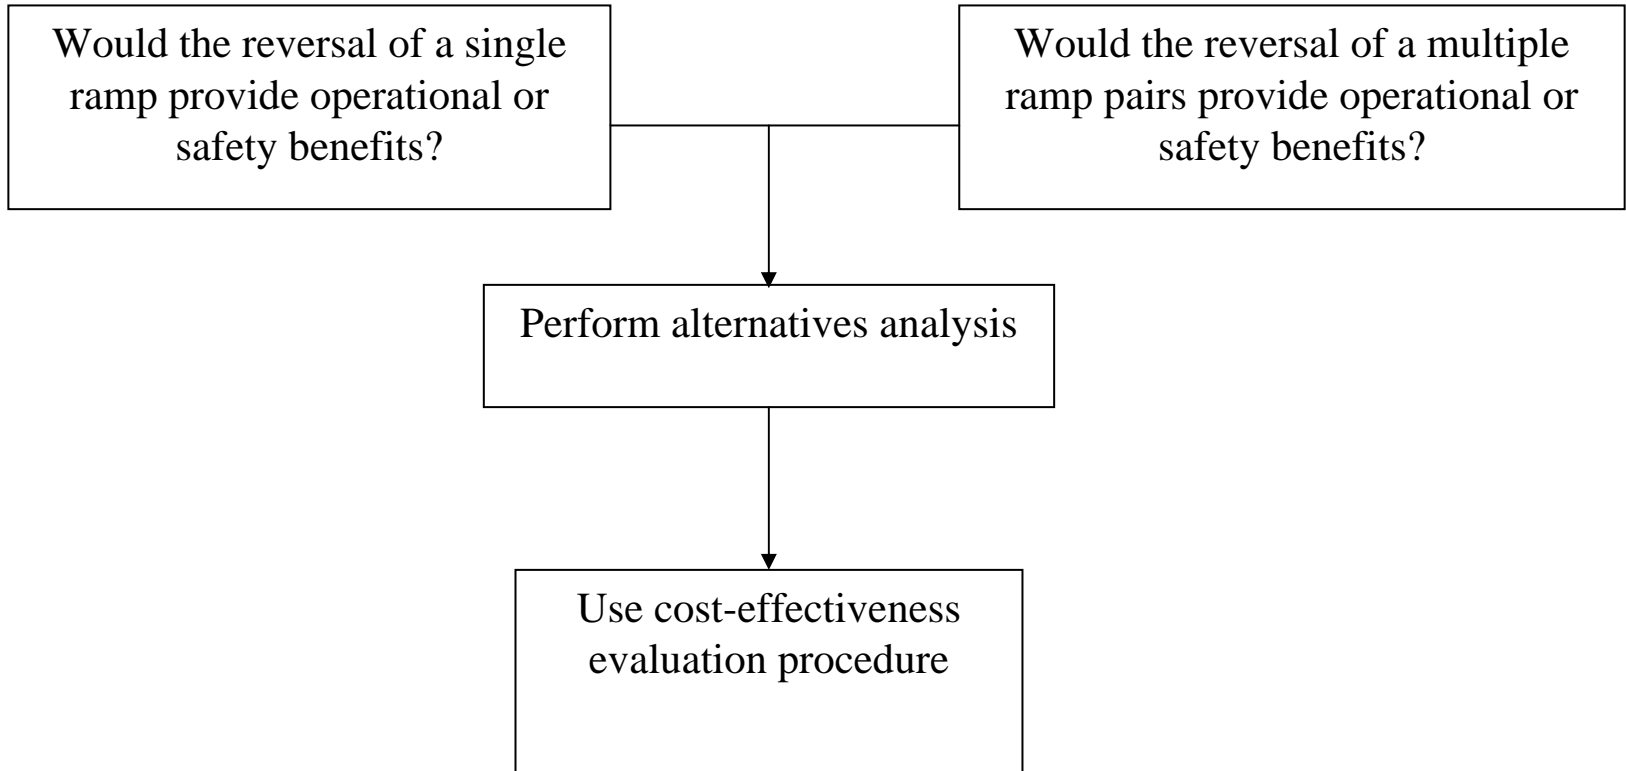 Would the reversal of a single
ramp provide operational or
safety benefits?
Would the reversal of a multiple
ramp pairs provide operational or
safety benefits?
Perform alternatives analysis
Use cost-effectiveness
evaluation procedure